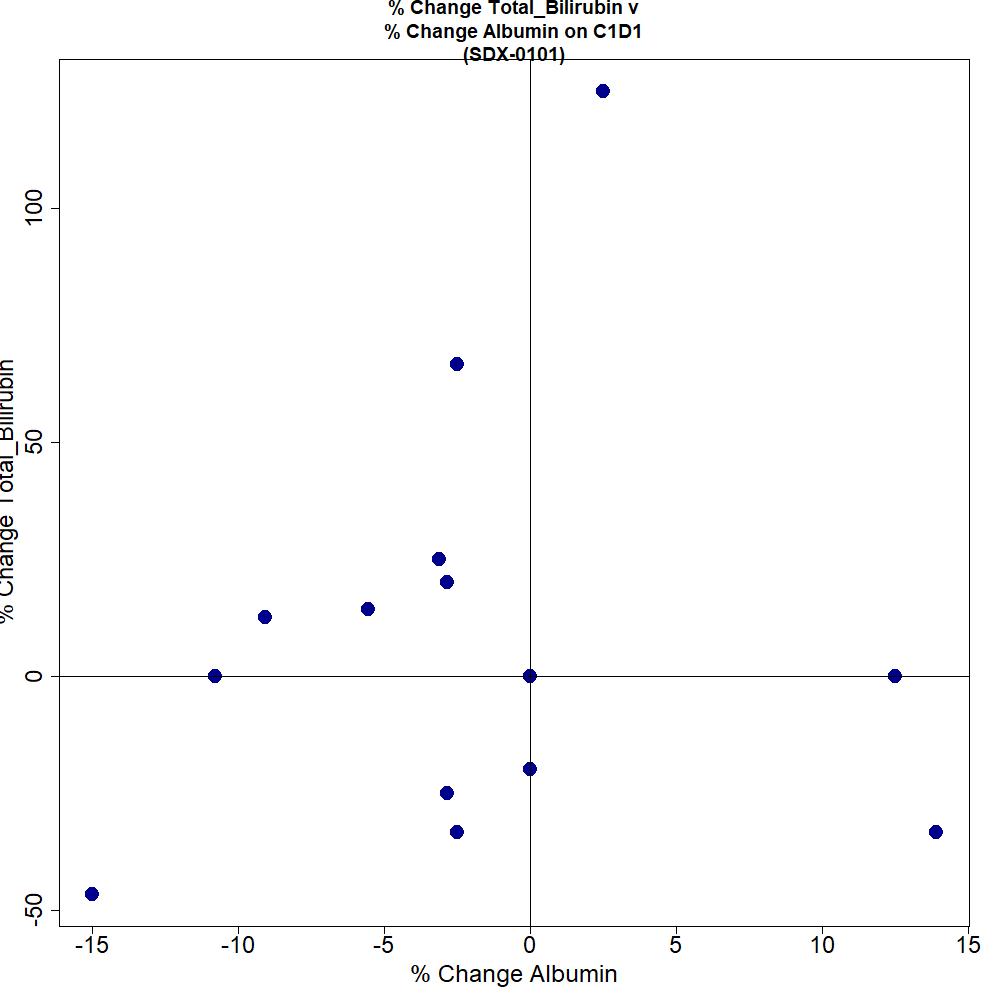 % Change Total_Bilirubin v
% Change Albumin on C1D1
(SDX-0101)
% Change Total_Bilirubin
100
50
0
-50
-15
-10
-5
0
5
10
15
% Change Albumin